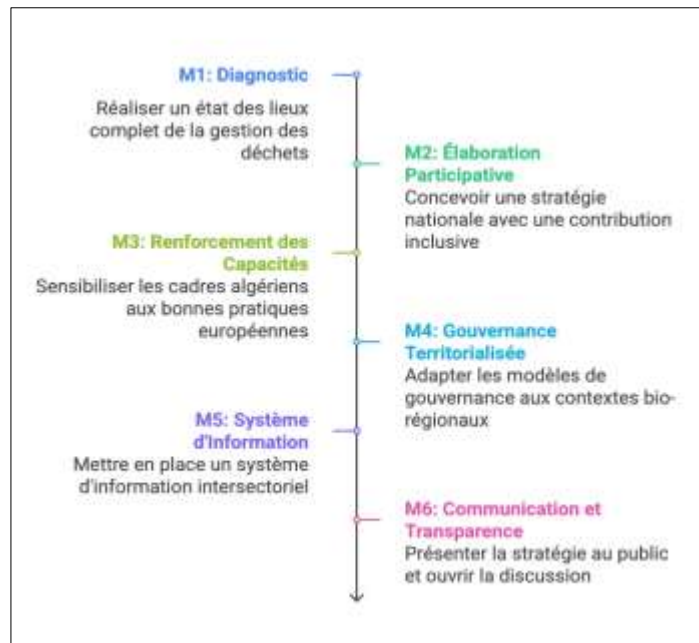 M1: Diagnostic
Réaliser un état des lieux
complet de la gestion des
déchets
M2: Élaboration
Participative
Concevoir une stratégie
nationale avec une contribution
inclusive
M3: Renforcement des
Capacités
Sensibiliser les cadres algériens
aux bonnes pratiques
européennes
M4: Gouvernance
Territorialisée
Adapter les modèles de
gouvernance aux contextes bio-
régionaux
M5: Système
d'Information
Mettre en place un système
d'information intersectoriel
M6: Communication et
Transparence
Présenter la stratégie au public
et ouvrir la discussion